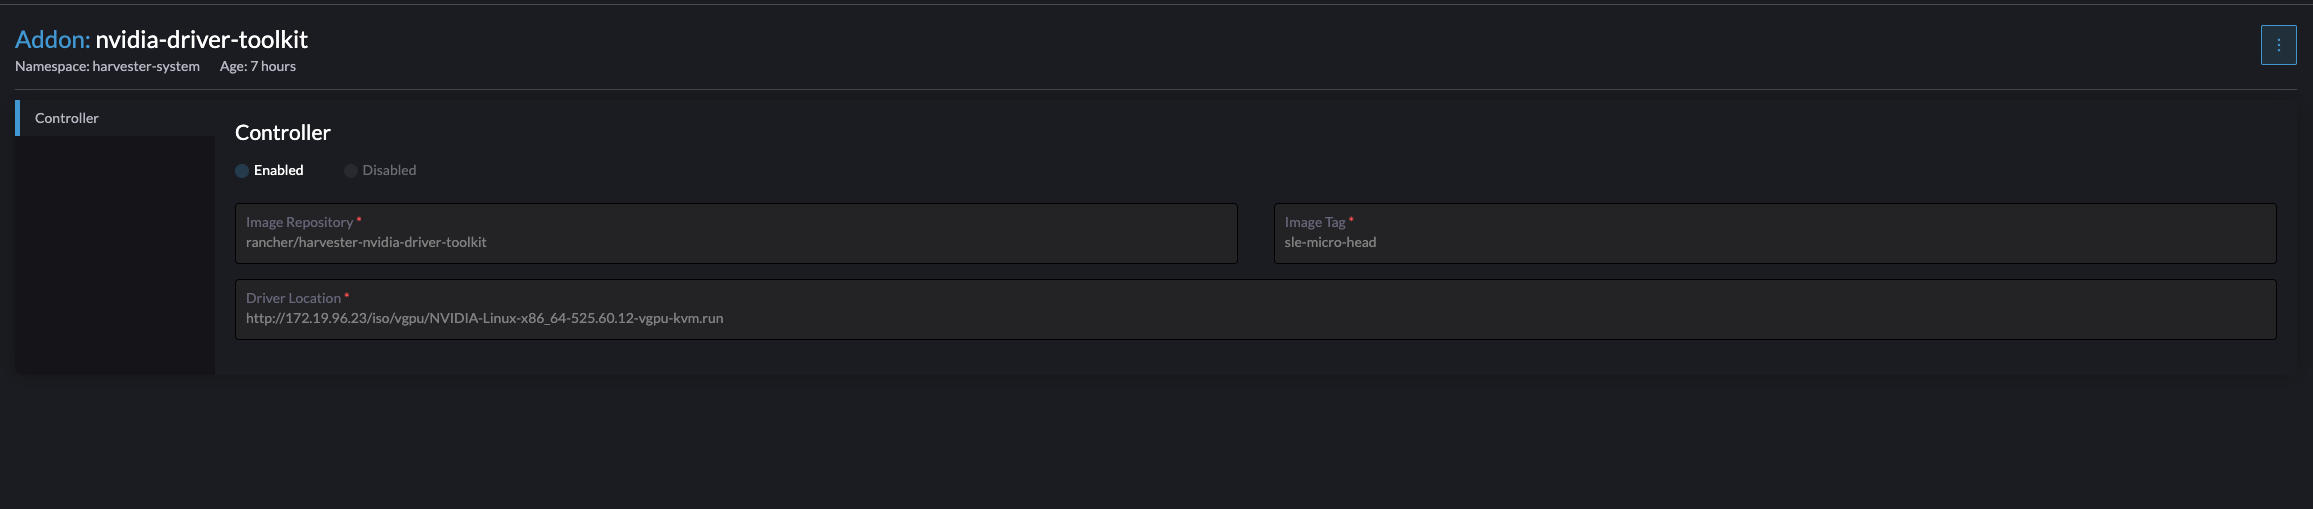 Addon: nvidia-driver-toolkit
Namespace: harvester-system Age: 7 hours
Controller
Controller
Enabled Disabled
Image Repository *
rancher/harvester-nvidia-driver-toolkit
Image Tag *
sle-micro-head
Driver Location *
http://172.19.96.23/iso/vgpu/NVIDIA-Linux-x86_64-525.60.12-vgpu-kvm.run